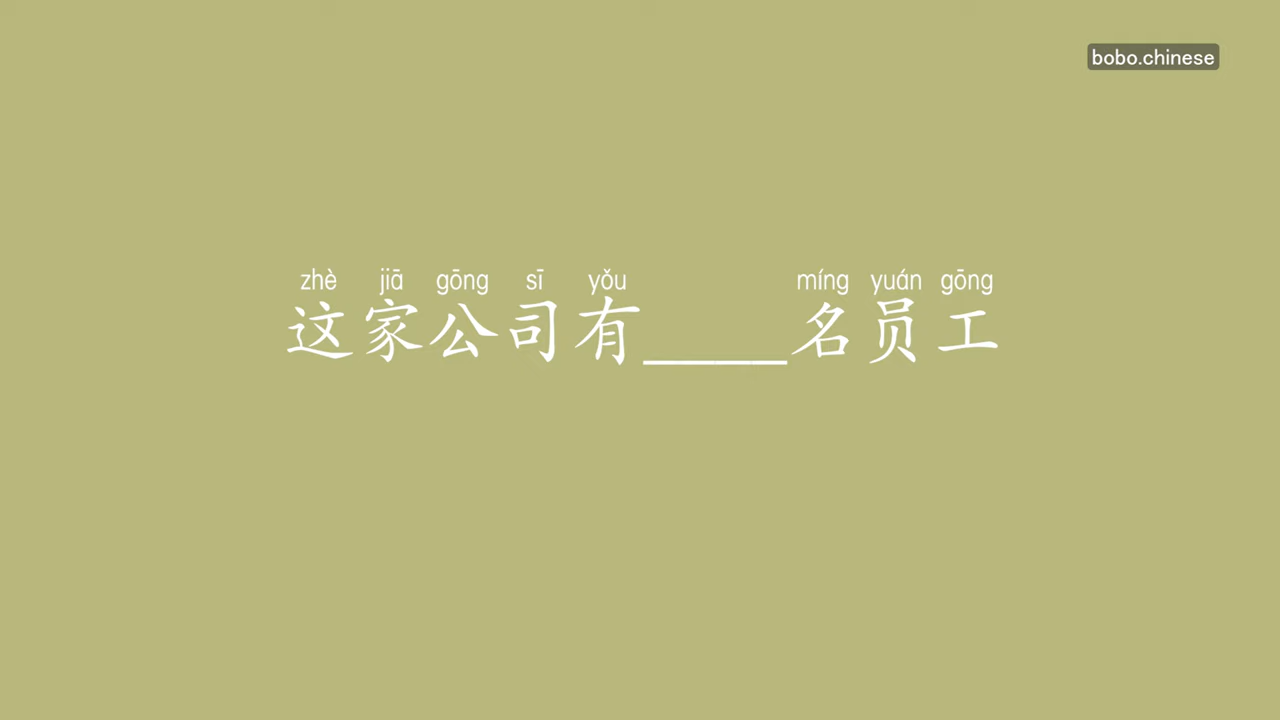 bobo.chinese
zhè jiā gōng sī yǒu míng yuán gōng
这家公司有____名员工